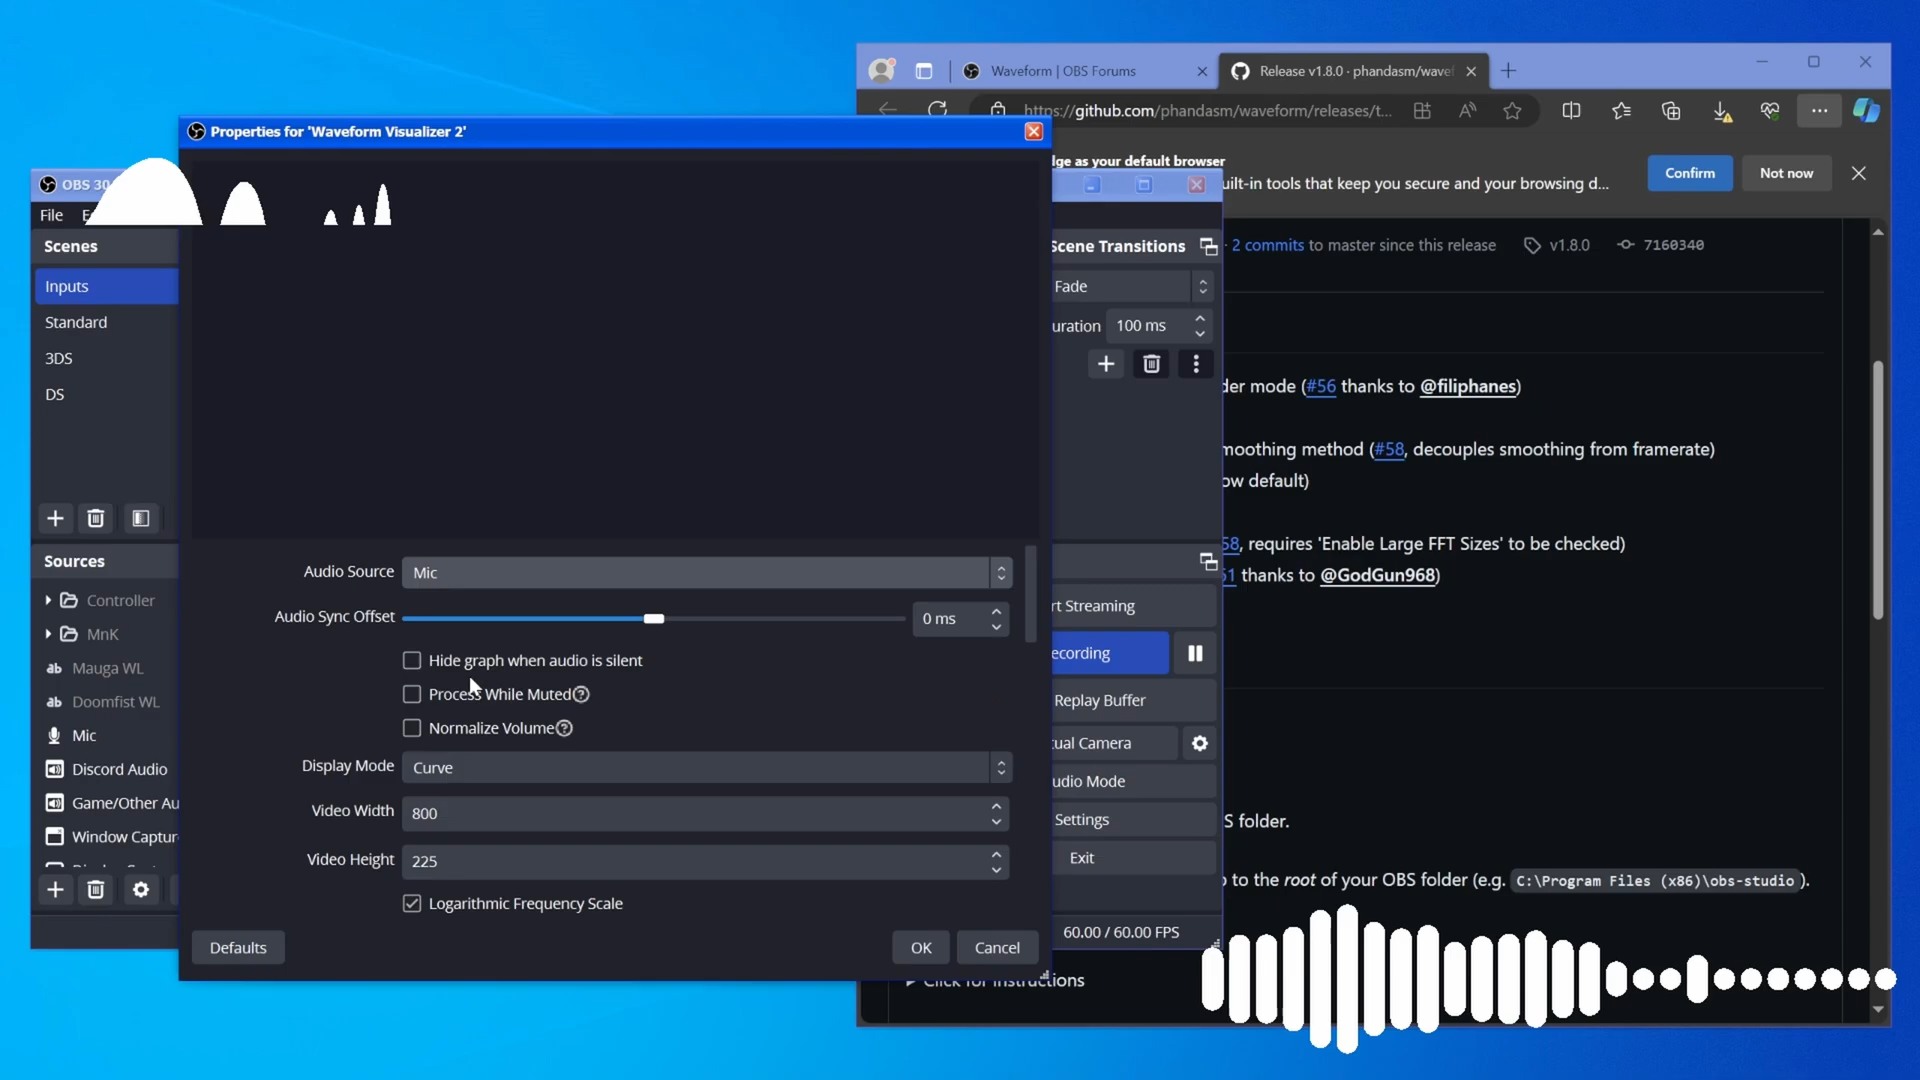 Waveform | OBS Forums
Release v1.8.0 · phandasm/wavef
https://github.com/phandasm/waveform/releases/t...
Properties for 'Waveform Visualizer 2'
dge as your default browser
uilt-in tools that keep you secure and your browsing d...
Confirm
Not now
OBS 30
File
Scenes
Inputs
Standard
3DS
DS
Scene Transitions
Fade
uration
100 ms
2 commits to master since this release
v1.8.0
7160340
der mode (#56 thanks to @filiphanes)
moothing method (#58, decouples smoothing from framerate)
ow default)
58, requires 'Enable Large FFT Sizes' to be checked)
51 thanks to @GodGun968)
Sources
Controller
MnK
ab Mauga WL
ab Doomfist WL
Mic
Discord Audio
Game/Other Au
Window Captur
Audio Source
Mic
Audio Sync Offset
0 ms
Hide graph when audio is silent
Process While Muted
Normalize Volume
Display Mode
Curve
Video Width
800
Video Height
225
Logarithmic Frequency Scale
Defaults
OK
Cancel
rt Streaming
ecording
Replay Buffer
tual Camera
udio Mode
Settings
Exit
60.00 / 60.00 FPS
S folder.
to the root of your OBS folder (e.g. C:\Program Files (x86)\obs-studio ).
Click for instructions